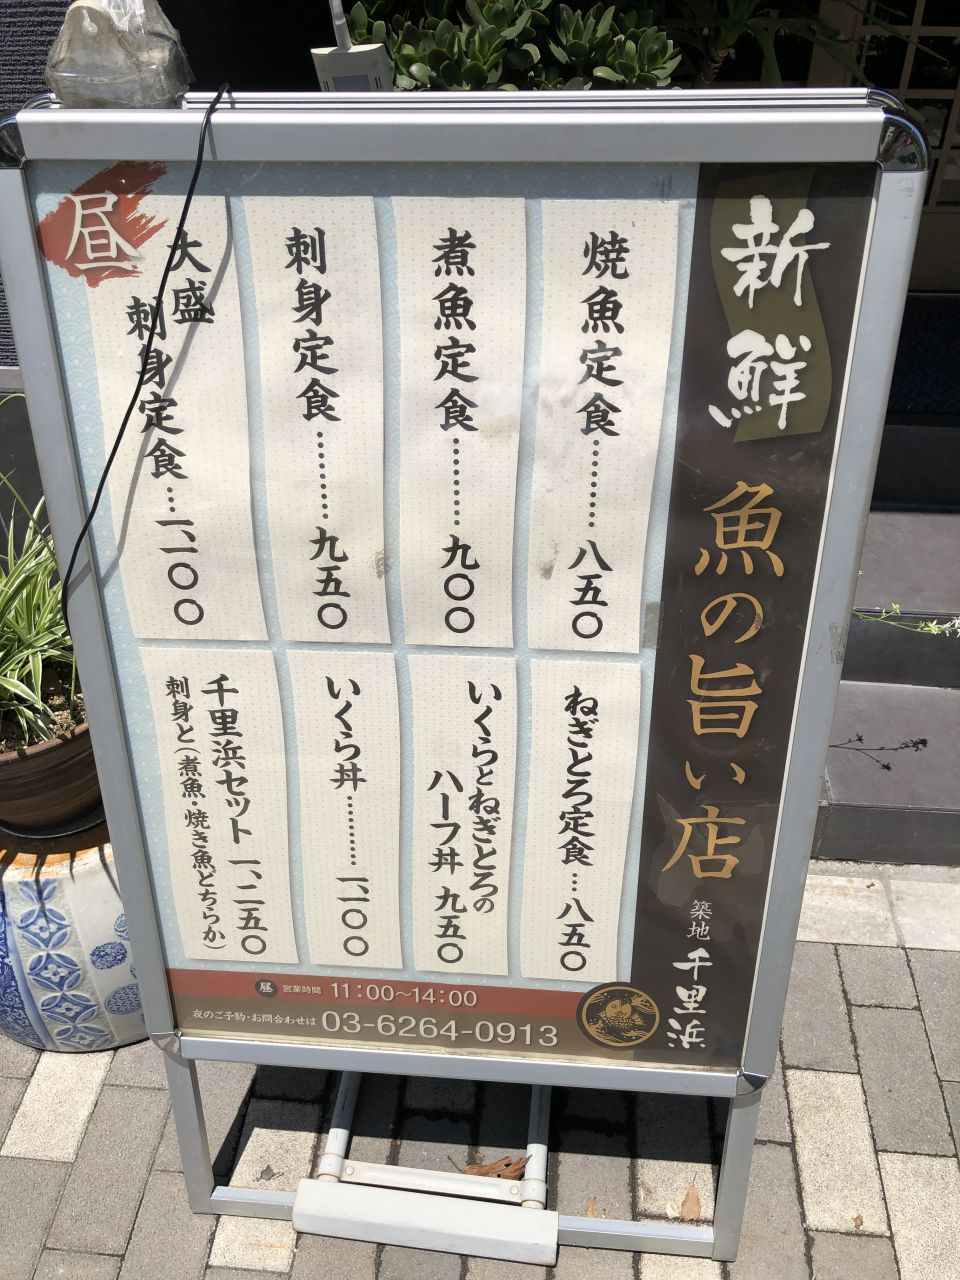 新鮮 魚の旨い店
築地 千里浜
昼
焼魚定食………八五〇
煮魚定食………九〇〇
刺身定食………九五〇
大盛
刺身定食…一、一〇〇
ねぎとろ定食…八五〇
いくらとねぎとろの
ハーフ丼 九五〇
いくら丼………一、一〇〇
千里浜セット 一、二五〇
刺身と(煮魚・焼き魚どちらか)
昼 営業時間 11:00〜14:00
夜のご予約・お問合わせは 03-6264-0913